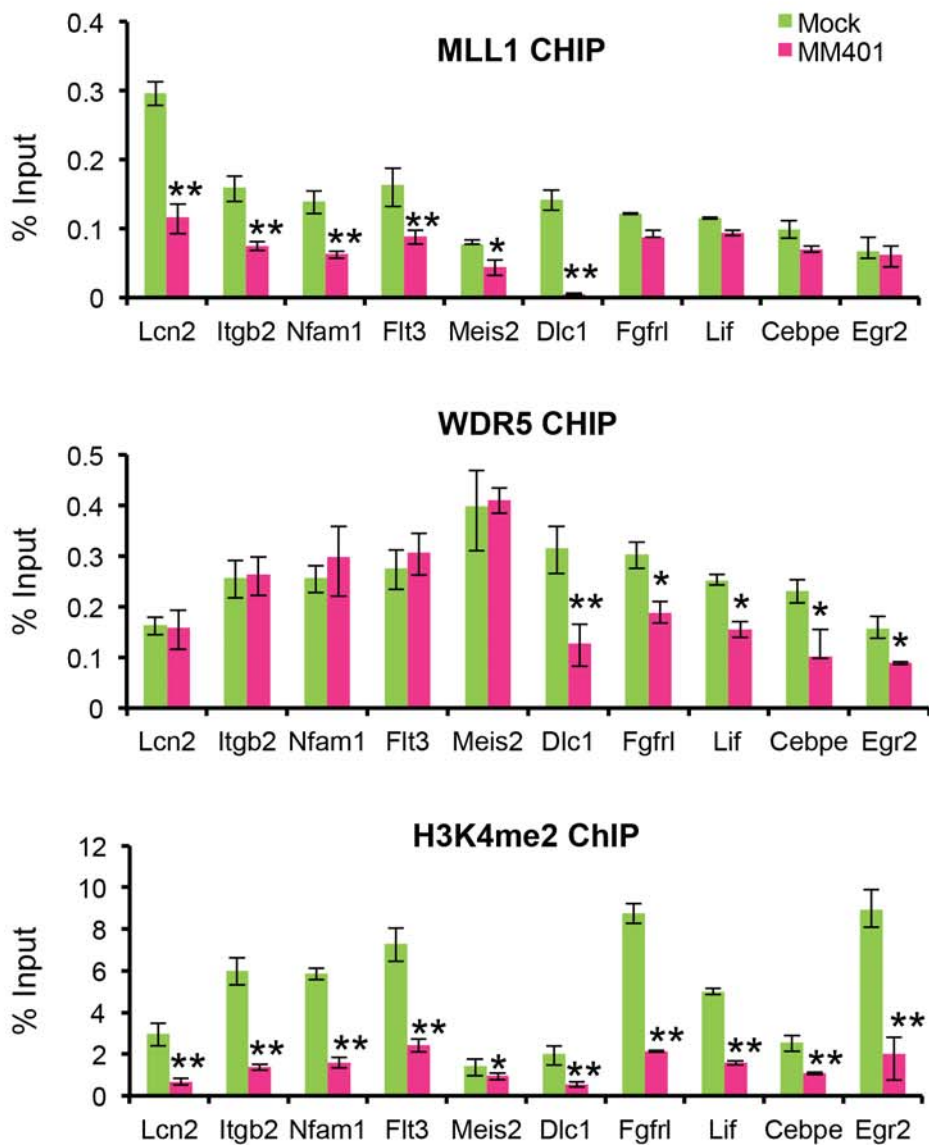 MLL1 CHIP
Mock
MM401
% Input
0.4
0.3
0.2
0.1
0
** ** ** ** * **
Lcn2 Itgb2 Nfam1 Flt3 Meis2 Dlc1 Fgfrl Lif Cebpe Egr2
WDR5 CHIP
% Input
0.5
0.4
0.3
0.2
0.1
0
** * * * *
Lcn2 Itgb2 Nfam1 Flt3 Meis2 Dlc1 Fgfrl Lif Cebpe Egr2
H3K4me2 ChIP
% Input
12
10
8
6
4
2
0
** ** ** ** * ** ** ** ** **
Lcn2 Itgb2 Nfam1 Flt3 Meis2 Dlc1 Fgfrl Lif Cebpe Egr2